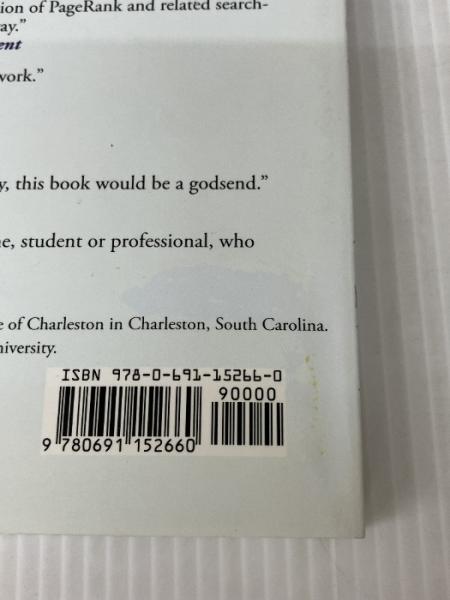 ion of PageRank and related search-
ay.”
ent
work.”
y, this book would be a godsend.”
e, student or professional, who
e of Charleston in Charleston, South Carolina.
niversity.
ISBN 978-0-691-15266-0
90000
9 780691 152660